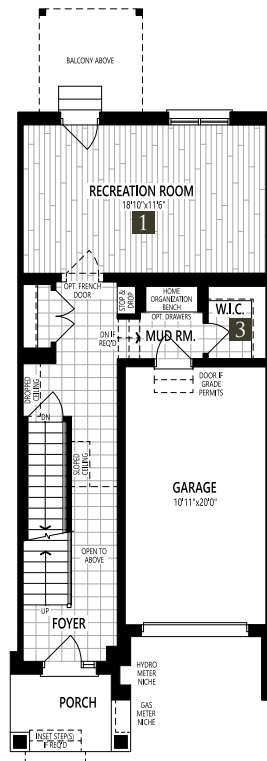 BALCONY ABOVE
RECREATION ROOM
18'10"x11'6"
1
OPT. FRENCH
DOOR
STOP &
DROP
HOME
ORGANIZATION
BENCH
OPT. DRAWERS
W.I.C.
3
DN IF
REQ'D
MUD RM.
DROPPED
CEILING
DOOR IF
GRADE
PERMITS
DN
SLOPED
CEILING
GARAGE
10'11"x20'0"
OPEN TO
ABOVE
UP
FOYER
HYDRO
METER
NICHE
PORCH
GAS
METER
NICHE
INSET STEP(S)
IF REQ'D